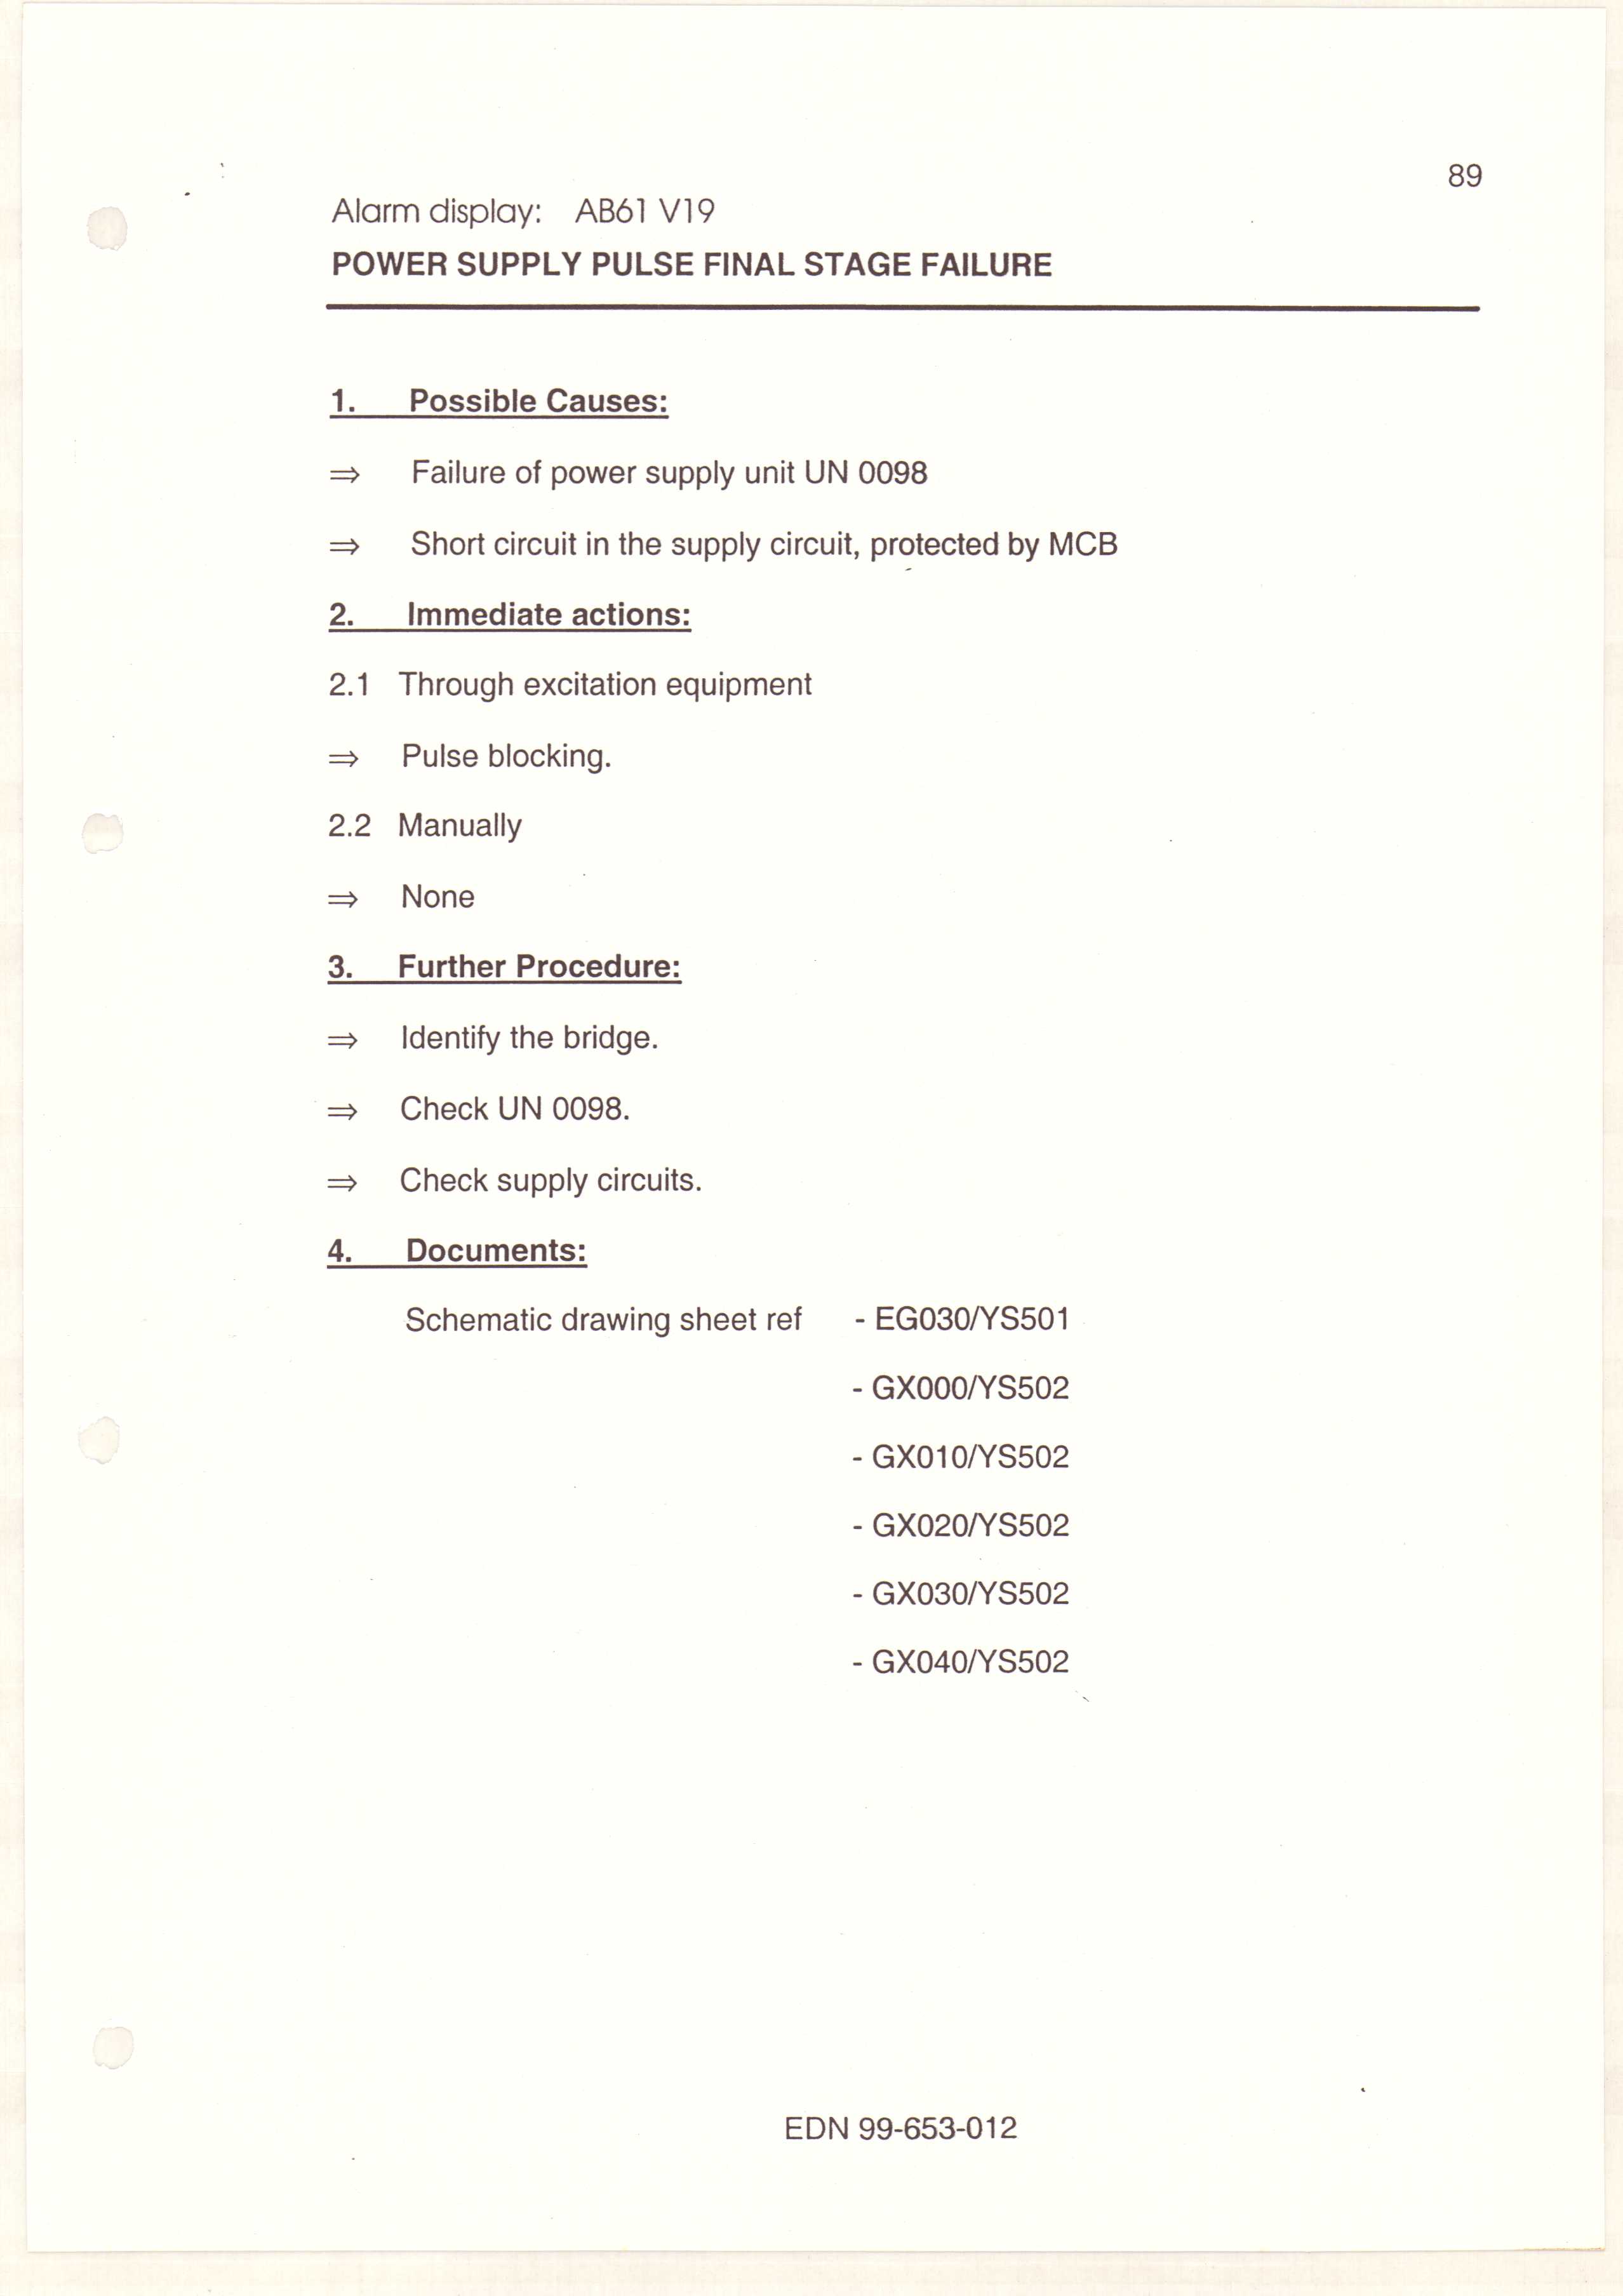 89
Alarm display: AB61 V19
POWER SUPPLY PULSE FINAL STAGE FAILURE
1. Possible Causes:
⇒ Failure of power supply unit UN 0098
⇒ Short circuit in the supply circuit, protected by MCB
2. Immediate actions:
2.1 Through excitation equipment
⇒ Pulse blocking.
2.2 Manually
⇒ None
3. Further Procedure:
⇒ Identify the bridge.
⇒ Check UN 0098.
⇒ Check supply circuits.
4. Documents:
Schematic drawing sheet ref - EG030/YS501
- GX000/YS502
- GX010/YS502
- GX020/YS502
- GX030/YS502
- GX040/YS502
EDN 99-653-012